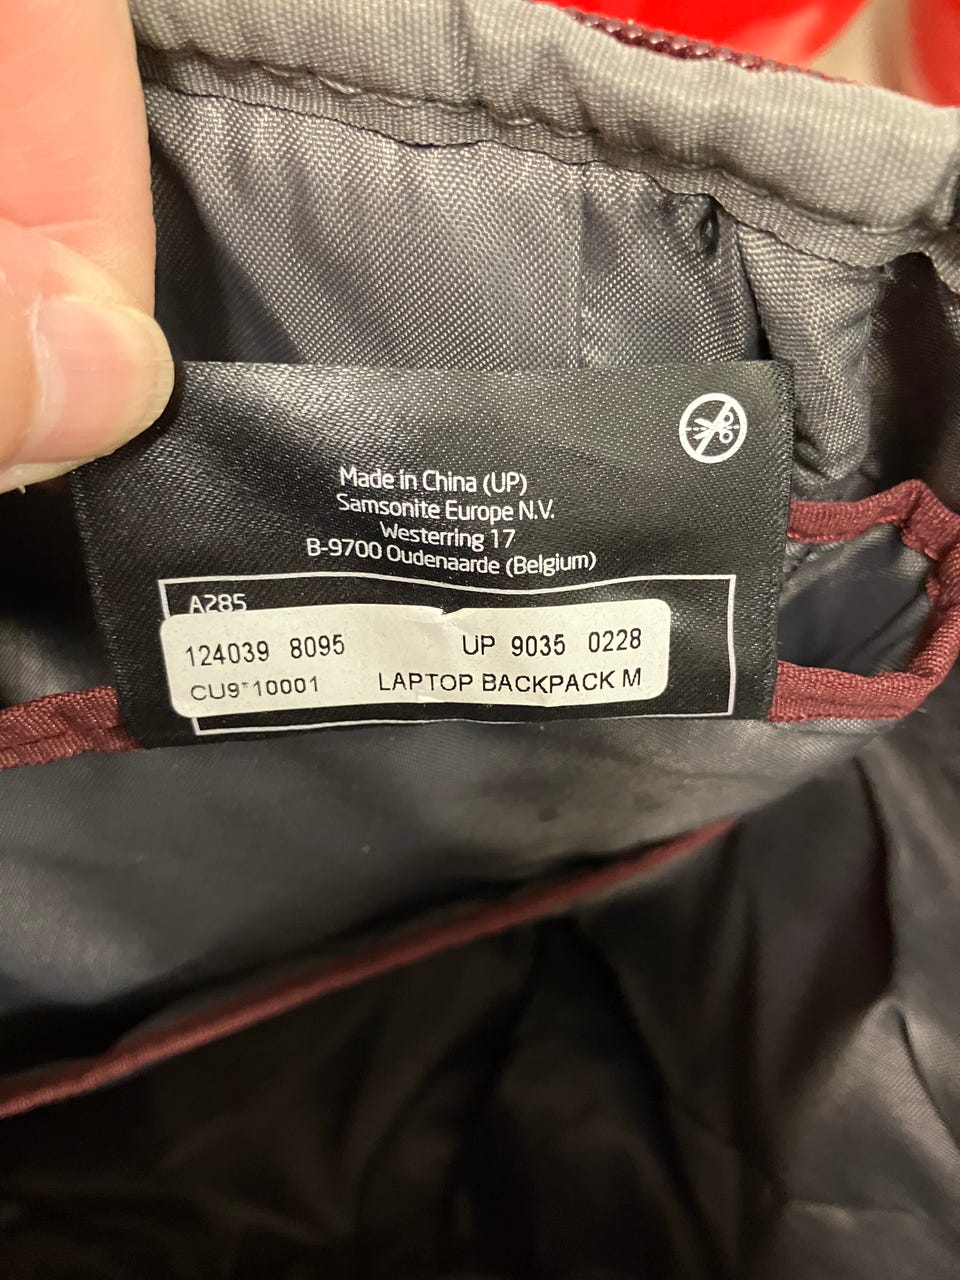 Made in China (UP)
Samsonite Europe N.V.
Westerring 17
B-9700 Oudenaarde (Belgium)
A285
124039 8095 UP 9035 0228
CU9*10001 LAPTOP BACKPACK M